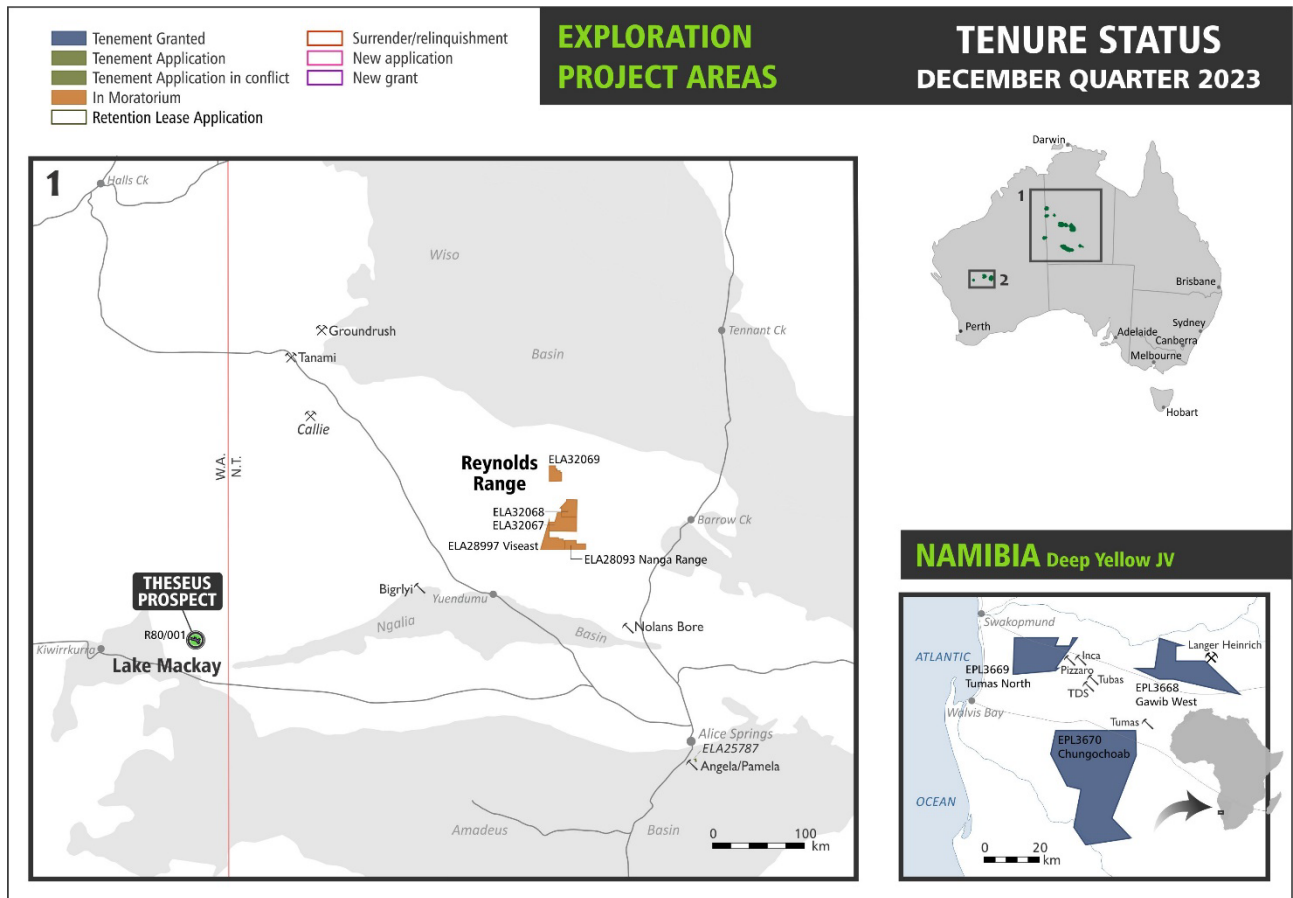 Tenement Granted
Tenement Application
Tenement Application in conflict
In Moratorium
Retention Lease Application
Surrender/relinquishment
New application
New grant
EXPLORATION
PROJECT AREAS
TENURE STATUS
DECEMBER QUARTER 2023
1
Halls Ck
Wiso
Groundrush
Tennant Ck
Basin
Tanami
Callie
W.A.
N.T.
Reynolds
Range
ELA32069
ELA32068
ELA32067
Barrow Ck
ELA28997 Viseast
ELA28093 Nanga Range
THESEUS
PROSPECT
Bigrlyi
Yuendumu
R80/001
Ngalia
Basin
Nolans Bore
Kiwirrkurra
Lake Mackay
Alice Springs
ELA25787
Angela/Pamela
Amadeus
Basin
0 100
km
Darwin
1
2
Brisbane
Perth
Sydney
Adelaide
Canberra
Melbourne
Hobart
NAMIBIA Deep Yellow JV
Swakopmund
Langer Heinrich
ATLANTIC
Inca
EPL3669
Pizzaro
Tumas North
Tubas
EPL3668
TDS
Gawib West
Walvis Bay
Tumas
EPL3670
Chungochoab
OCEAN
0 20
km